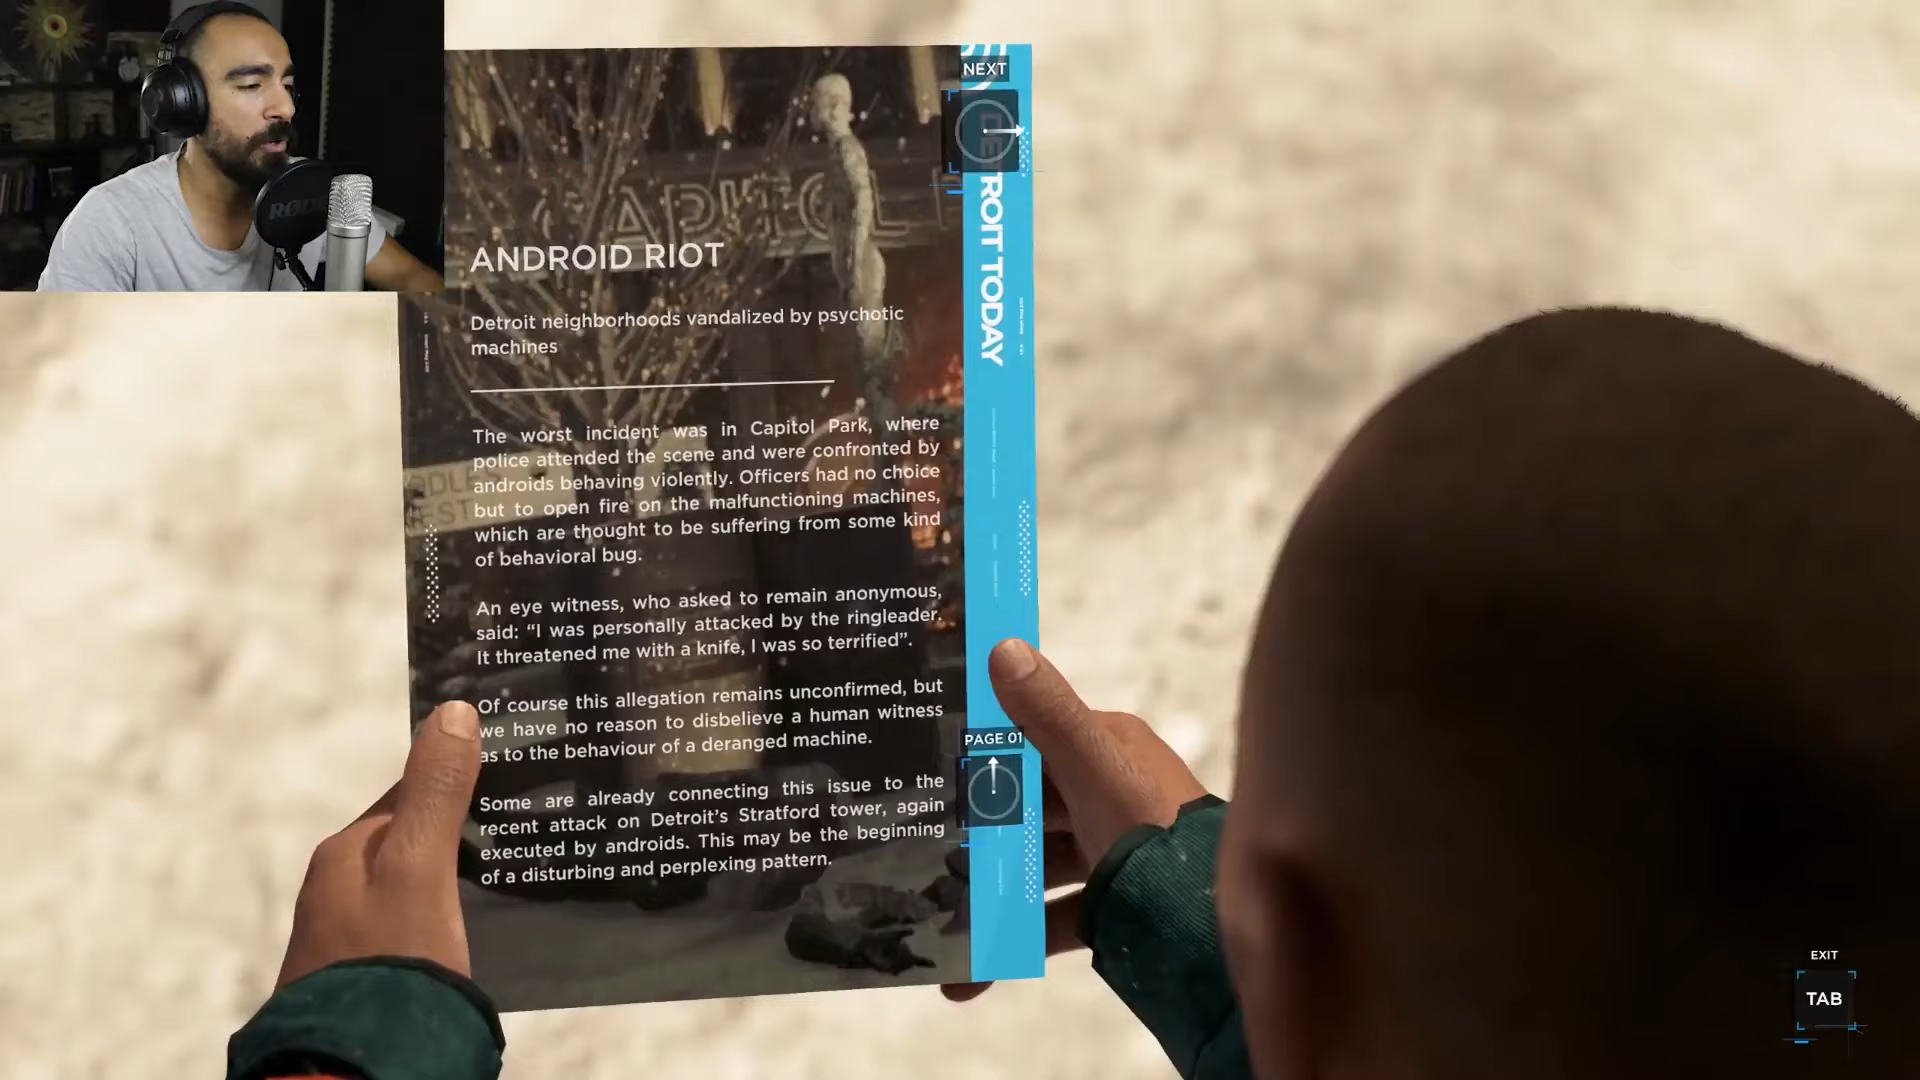 NEXT
DETROIT TODAY
RØDE
CAPITOL
ANDROID RIOT
Detroit neighborhoods vandalized by psychotic
machines
The worst incident was in Capitol Park, where
police attended the scene and were confronted by
androids behaving violently. Officers had no choice
but to open fire on the malfunctioning machines,
which are thought to be suffering from some kind
of behavioral bug.
An eye witness, who asked to remain anonymous,
said: “I was personally attacked by the ringleader.
It threatened me with a knife, I was so terrified”.
Of course this allegation remains unconfirmed, but
we have no reason to disbelieve a human witness
as to the behaviour of a deranged machine.
Some are already connecting this issue to the
recent attack on Detroit’s Stratford tower, again
executed by androids. This may be the beginning
of a disturbing and perplexing pattern.
PAGE 01
EXIT
TAB